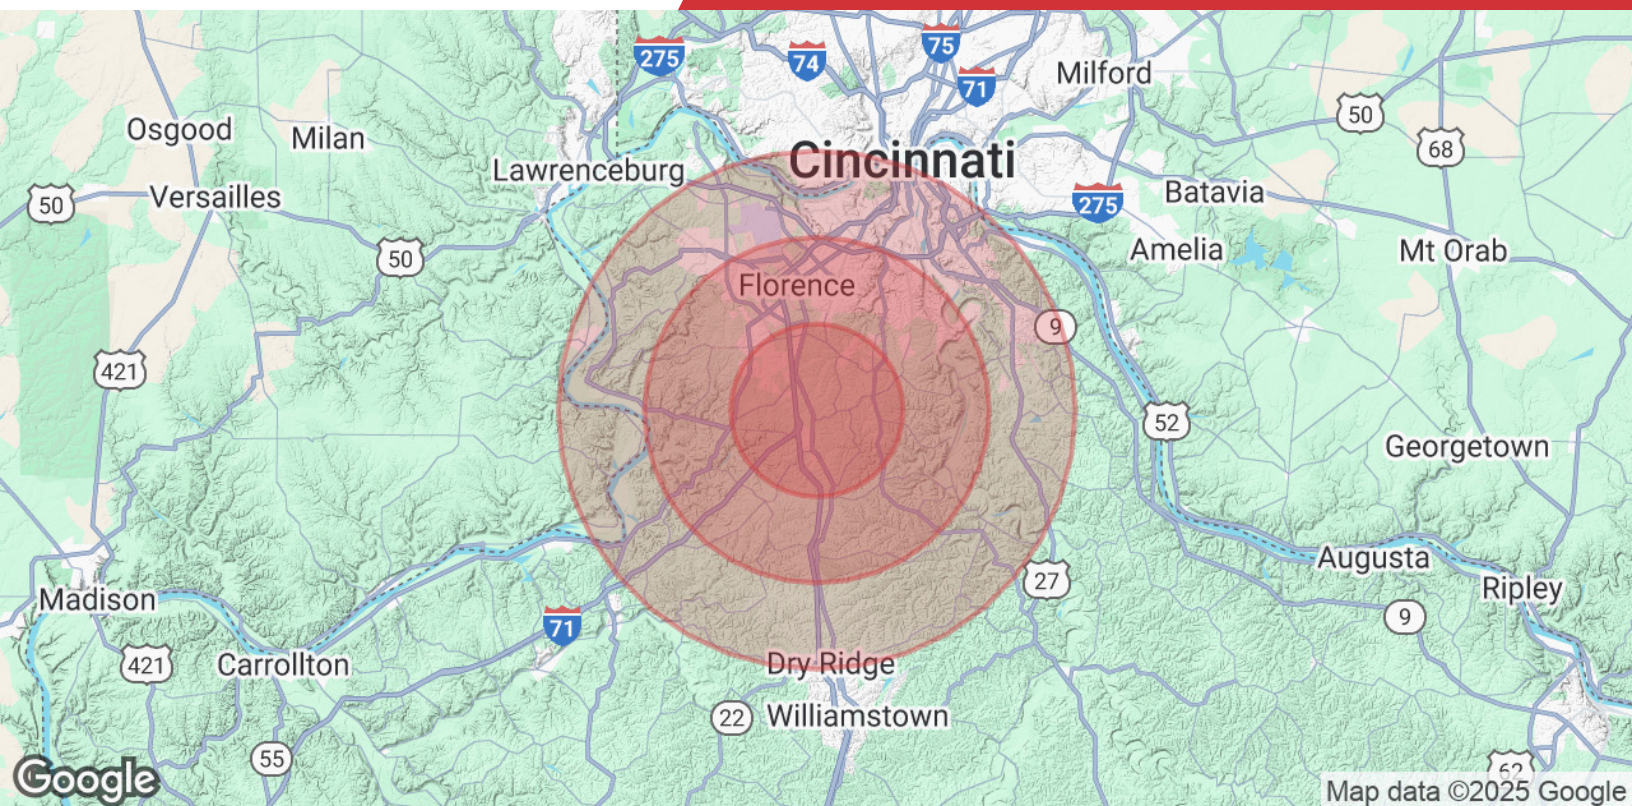 275
74
75
71
Milford
50
68
Osgood
Milan
Lawrenceburg
Cincinnati
50
Versailles
275
Batavia
50
Amelia
Mt Orab
Florence
9
421
52
Georgetown
Augusta
Ripley
27
Madison
71
9
421
Carrollton
Dry Ridge
22
Williamstown
55
62
Google
Map data ©2025 Google